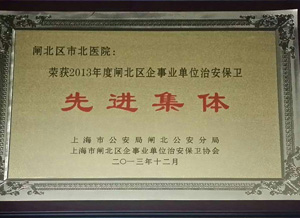 闸北区市北医院：
荣获2013年度闸北区企事业单位治安保卫
先进集体
上海市公安局闸北公安分局
上海市闸北区企事业单位治安保卫协会
二〇一三年十二月